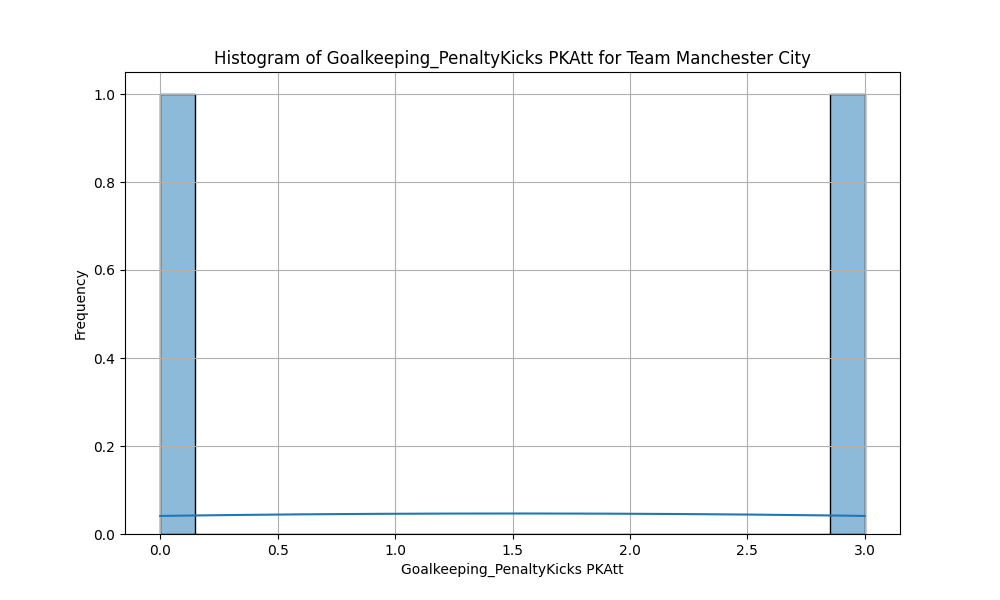 Histogram of Goalkeeping_PenaltyKicks PKAtt for Team Manchester City
1.0
0.8
0.6
0.4
0.2
0.0
Frequency
0.0 0.5 1.0 1.5 2.0 2.5 3.0
Goalkeeping_PenaltyKicks PKAtt